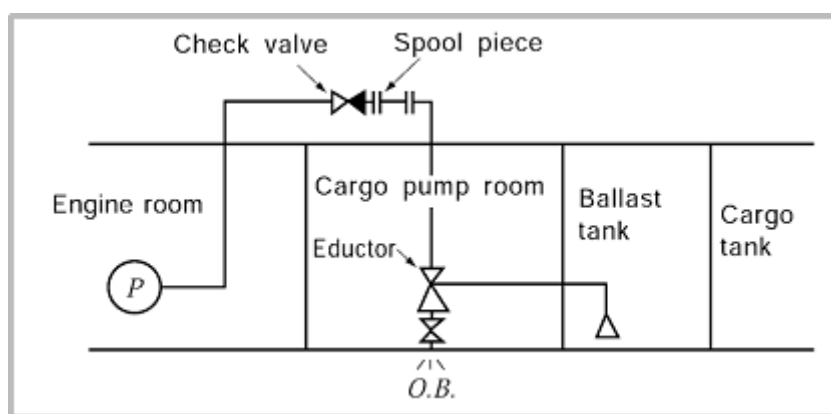 Check valve
Spool piece
Engine room
Cargo pump room
Ballast
tank
Cargo
tank
Eductor
P
O.B.